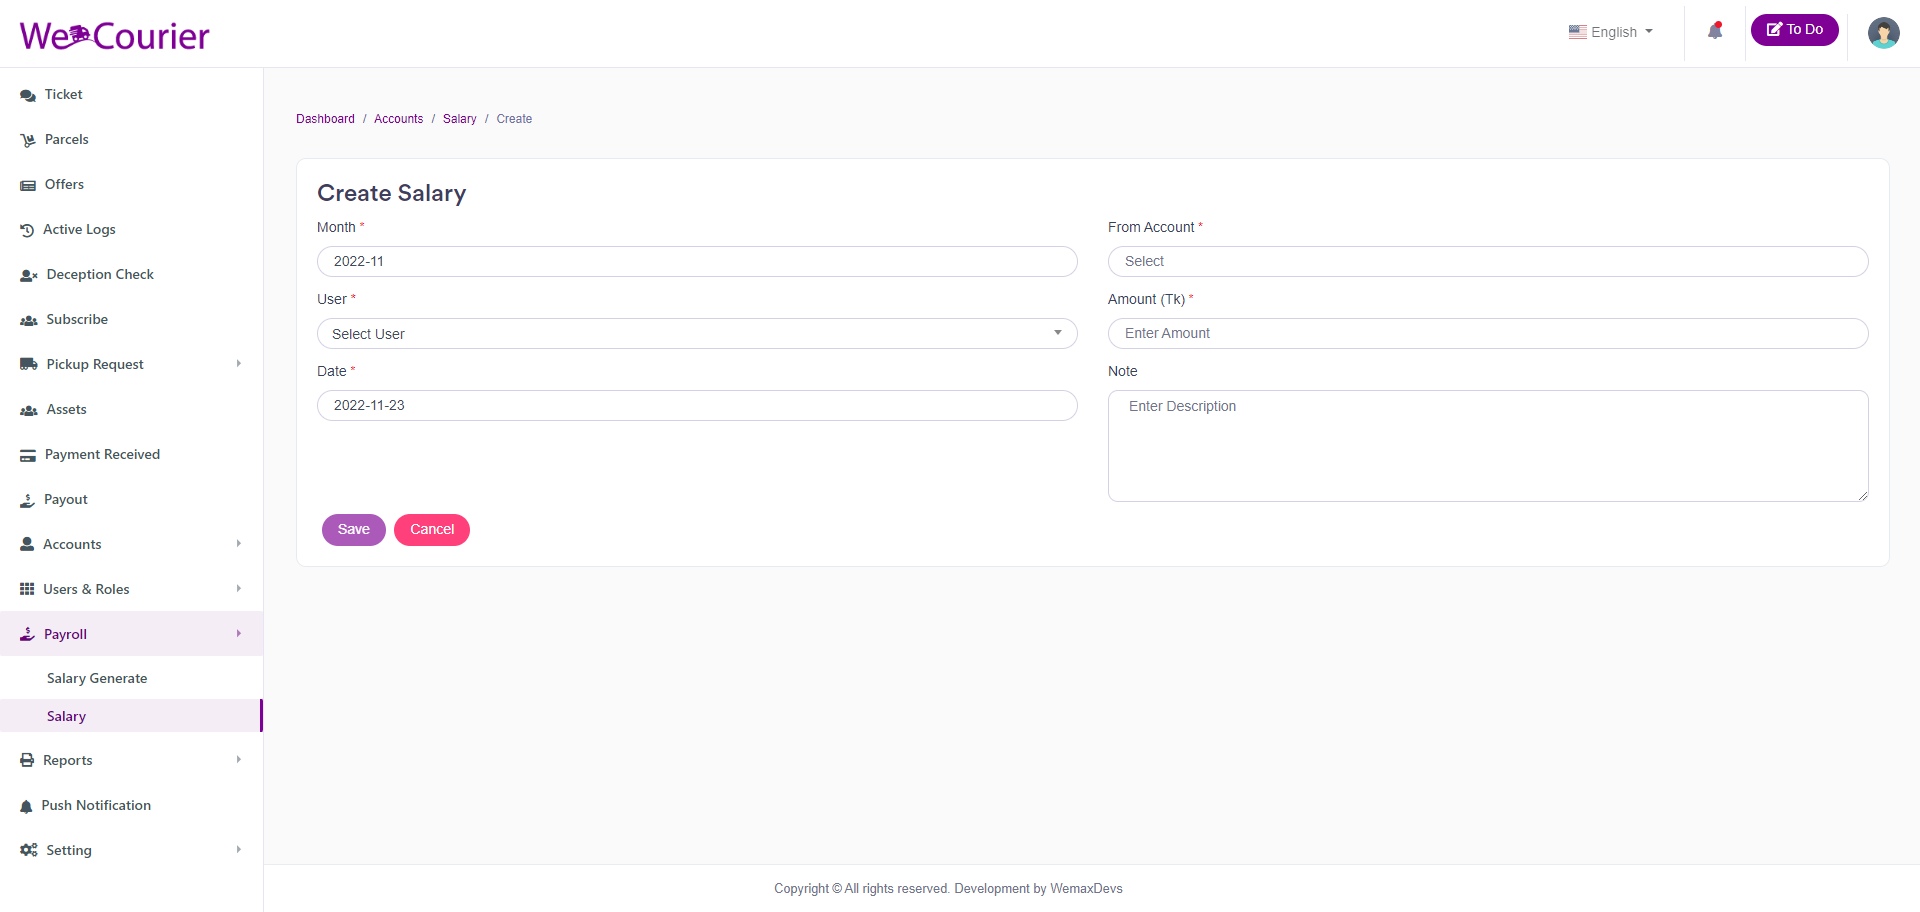 We Courier
English
To Do
Ticket
Parcels
Offers
Active Logs
Deception Check
Subscribe
Pickup Request
Assets
Payment Received
Payout
Accounts
Users & Roles
Payroll
Salary Generate
Salary
Reports
Push Notification
Setting
Dashboard / Accounts / Salary / Create
Create Salary
Month *
2022-11
From Account *
Select
User *
Select User
Amount (Tk) *
Enter Amount
Date *
2022-11-23
Note
Enter Description
Save
Cancel
Copyright © All rights reserved. Development by WemaxDevs